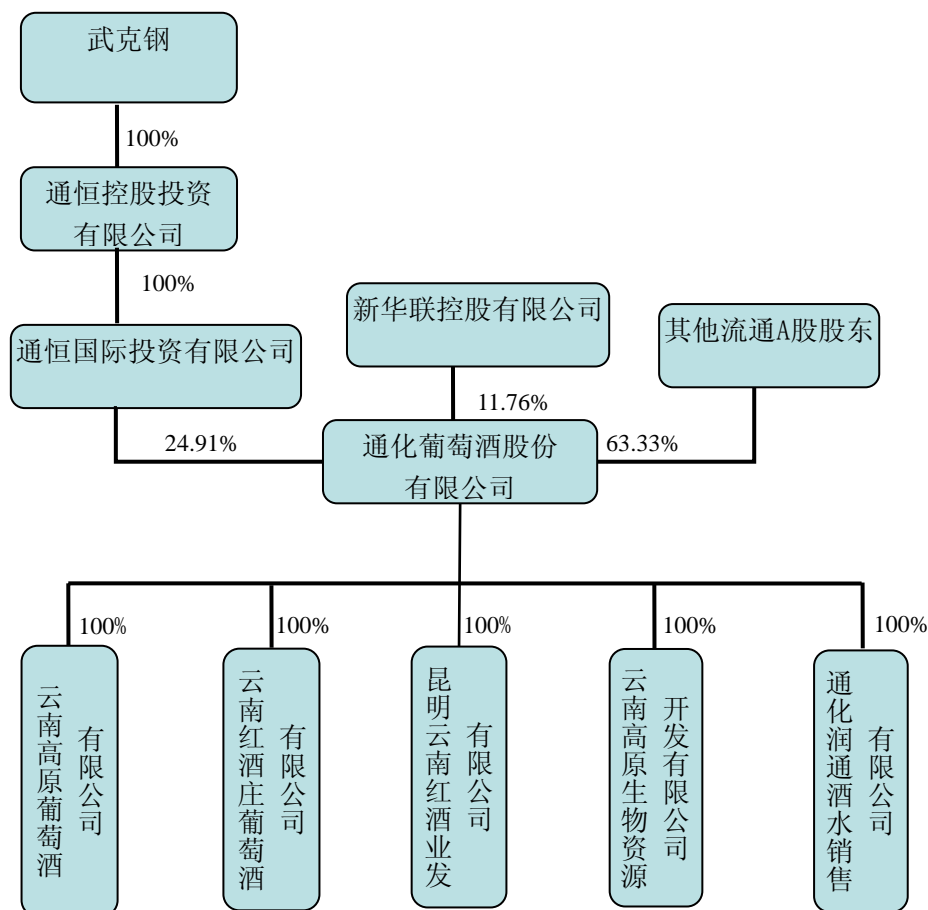 武克钢
100%
通恒控股投资
有限公司
100%
通恒国际投资有限公司
新华联控股有限公司
其他流通A股股东
24.91%
11.76%
63.33%
通化葡萄酒股份
有限公司
100%
100%
100%
100%
100%
云南高原葡萄酒
有限公司
云南红酒庄葡萄酒
有限公司
昆明云南红酒业发
有限公司
云南高原生物资源
开发有限公司
通化润通酒水销售
有限公司